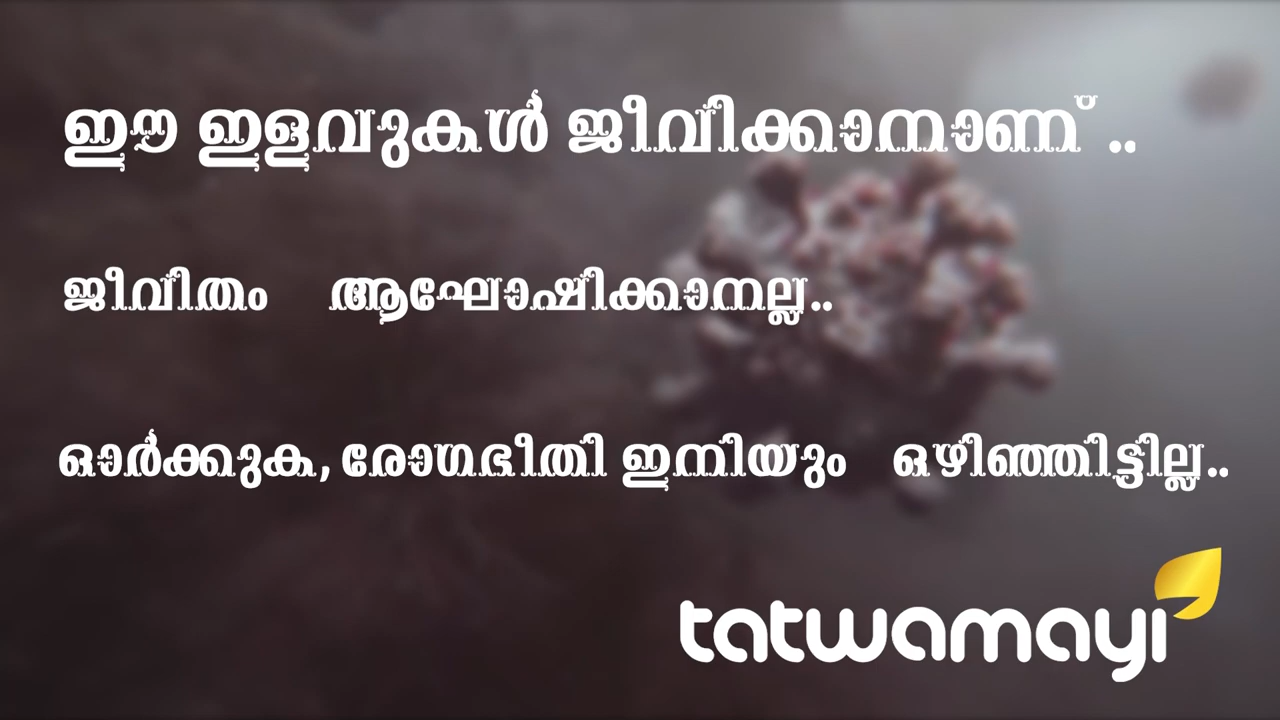 ഈ ഇളവുകൾ ജീവിക്കാനാണ് ..
ജീവിതം ആഘോഷിക്കാനല്ല..
ഓർക്കുക, രോഗഭീതി ഇനിയും ഒഴിഞ്ഞിട്ടില്ല..
tatwamayi